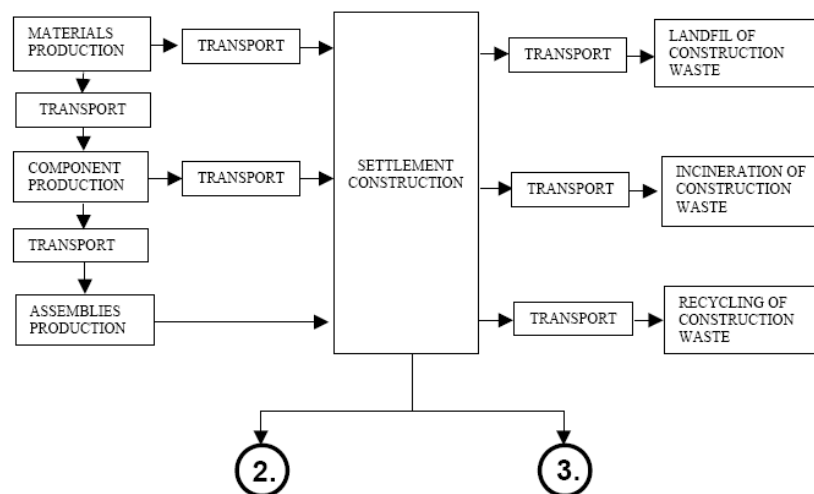 MATERIALS
PRODUCTION
TRANSPORT
TRANSPORT
LANDFIL OF
CONSTRUCTION
WASTE
TRANSPORT
COMPONENT
PRODUCTION
TRANSPORT
SETTLEMENT
CONSTRUCTION
TRANSPORT
INCINERATION OF
CONSTRUCTION
WASTE
TRANSPORT
ASSEMBLIES
PRODUCTION
TRANSPORT
RECYCLING OF
CONSTRUCTION
WASTE
2.
3.